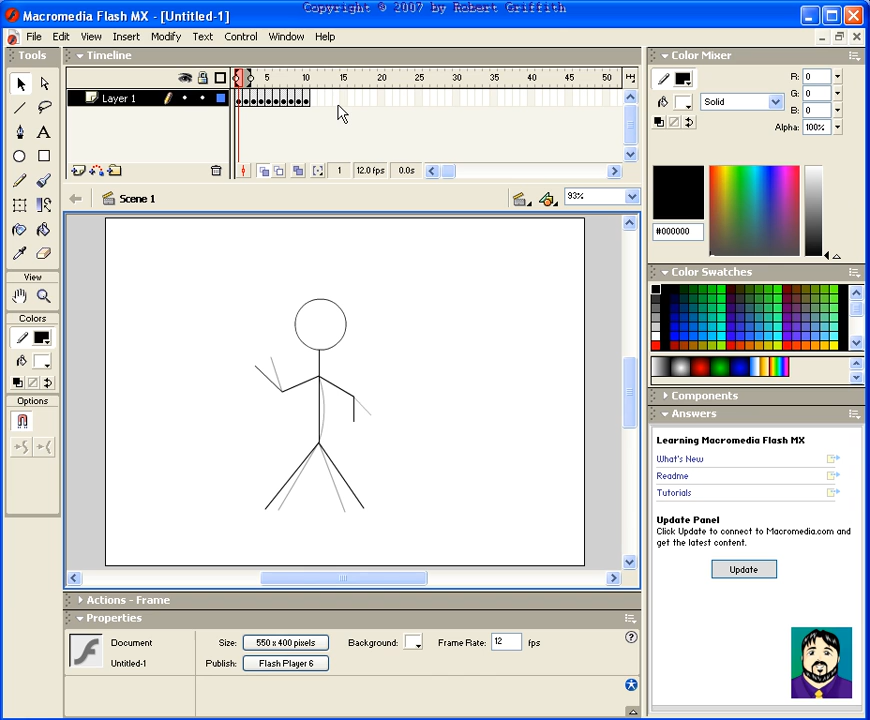 Copyright © 2007 by Robert Griffith
Macromedia Flash MX - [Untitled-1]
File Edit View Insert Modify Text Control Window Help
Tools
Timeline
5 10 15 20 25 30 35 40 45 50
Layer 1
1 12.0 fps 0.0s
Scene 1
93%
A
View
Colors
Options
Color Mixer
R: 0
Solid
G: 0
B: 0
Alpha: 100%
#000000
Color Swatches
Components
Answers
Learning Macromedia Flash MX
What's New
Readme
Tutorials
Update Panel
Click Update to connect to Macromedia.com and
get the latest content.
Update
Actions - Frame
Properties
Document
Untitled-1
Size: 550 x 400 pixels
Background:
Frame Rate: 12 fps
Publish: Flash Player 6